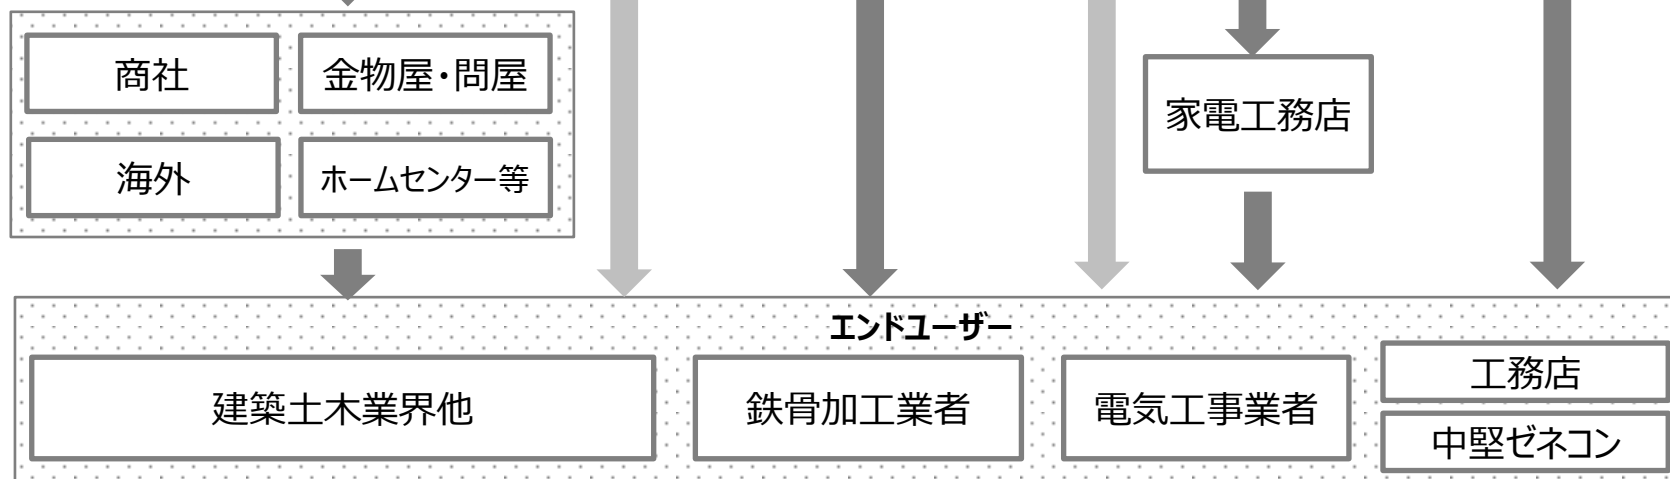 商社
金物屋・問屋
海外
ホームセンター等
家電工務店
エンドユーザー
建築土木業界他
鉄骨加工業者
電気工事業者
工務店
中堅ゼネコン